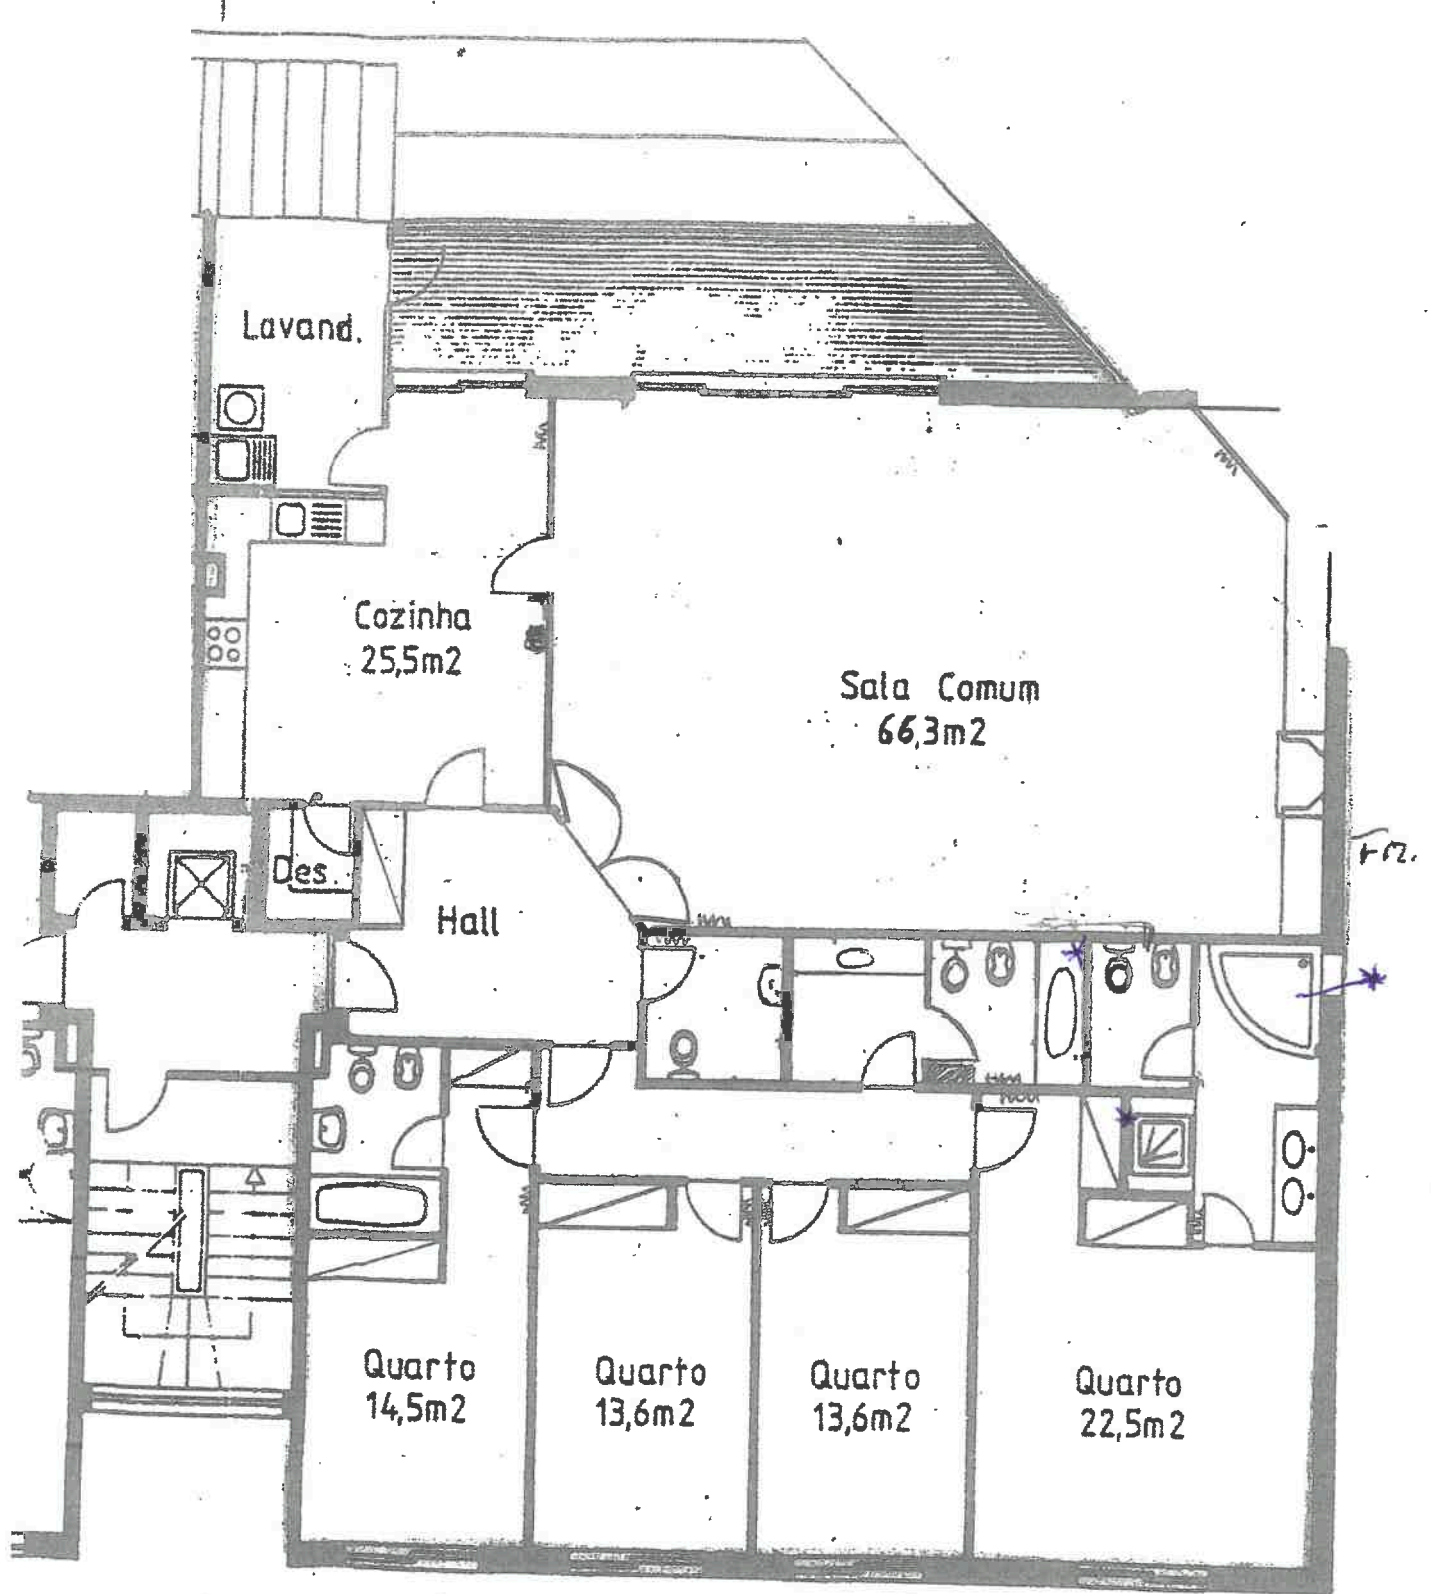 Lavand.
Cozinha
25,5m2
Sala Comum
66,3m2
Des.
Hall
Quarto
14,5m2
Quarto
13,6m2
Quarto
13,6m2
Quarto
22,5m2